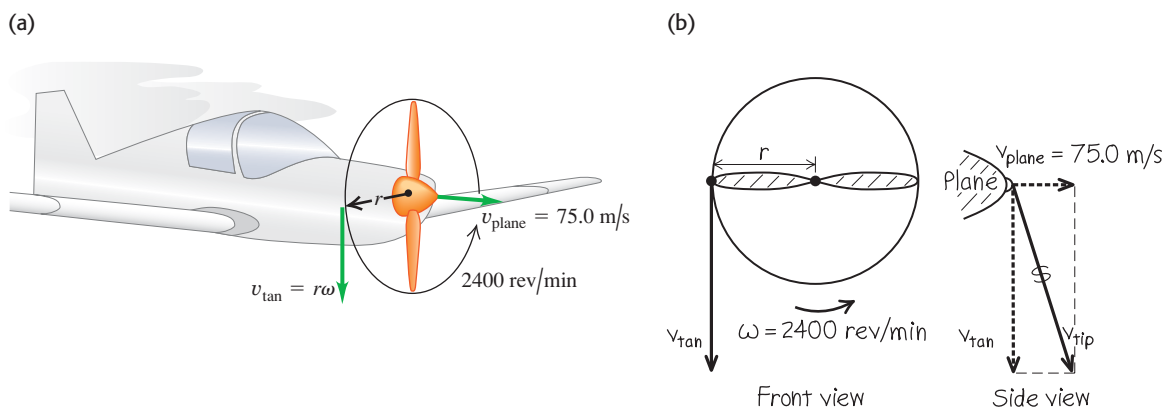 (a)
r
v_plane = 75.0 m/s
2400 rev/min
v_tan = rω
(b)
r
v_tan
ω = 2400 rev/min
Front view
v_plane = 75.0 m/s
Plane
S
v_tan
v_tip
Side view